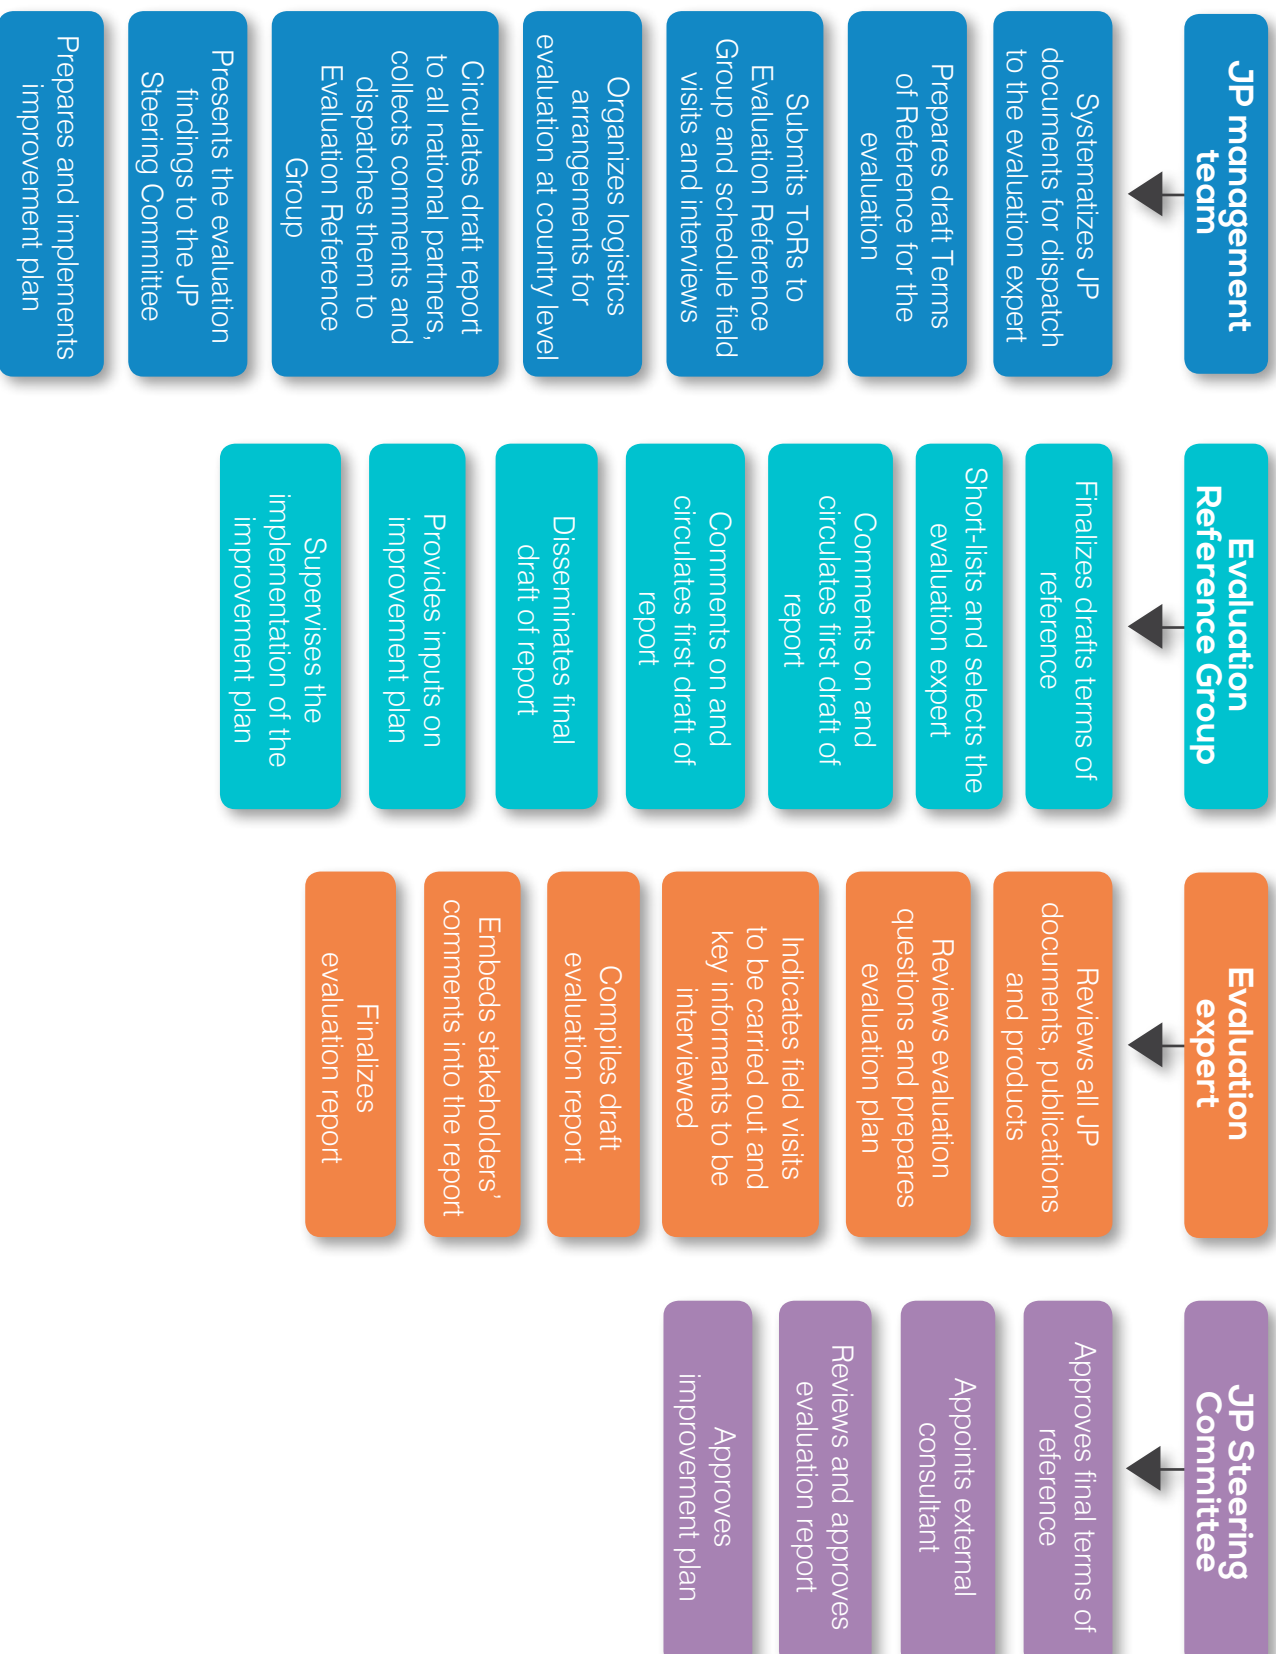 JP management
team
Systematizes JP
documents for dispatch
to the evaluation expert
Prepares draft Terms
of Reference for the
evaluation
Submits ToRs to
Evaluation Reference
Group and schedule field
visits and interviews
Organizes logistics
arrangements for
evaluation at country level
Circulates draft report
to all national partners,
collects comments and
dispatches them to
Evaluation Reference
Group
Presents the evaluation
findings to the JP
Steering Committee
Prepares and implements
improvement plan
Evaluation
Reference Group
Finalizes drafts terms of
reference
Short-lists and selects the
evaluation expert
Comments on and
circulates first draft of
report
Comments on and
circulates first draft of
report
Disseminates final
draft of report
Provides inputs on
improvement plan
Supervises the
implementation of the
improvement plan
Evaluation
expert
Reviews all JP
documents, publications
and products
Reviews evaluation
questions and prepares
evaluation plan
Indicates field visits
to be carried out and
key informants to be
interviewed
Compiles draft
evaluation report
Embeds stakeholders’
comments into the report
Finalizes
evaluation report
JP Steering
Committee
Approves final terms of
reference
Appoints external
consultant
Reviews and approves
evaluation report
Approves
improvement plan